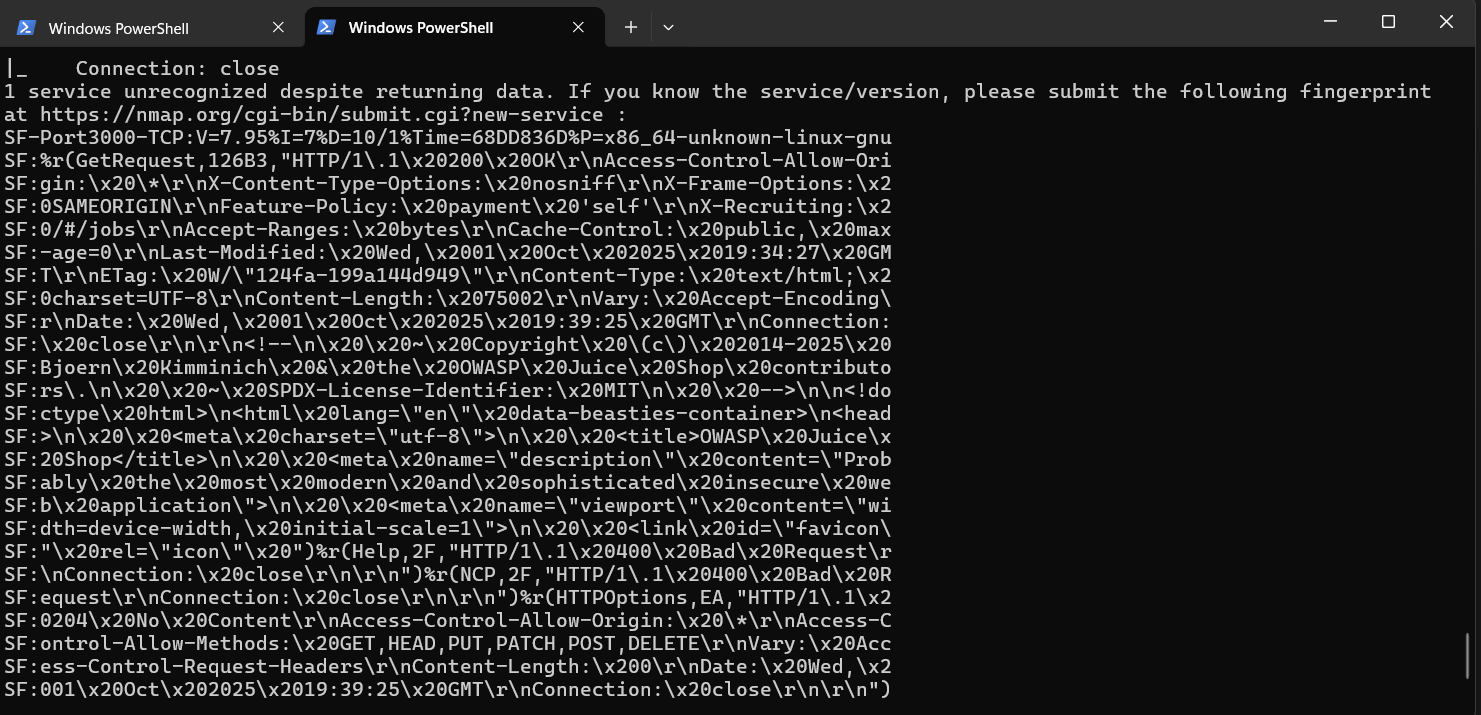 Windows PowerShell
Windows PowerShell
|_    Connection: close
1 service unrecognized despite returning data. If you know the service/version, please submit the following fingerprint
at https://nmap.org/cgi-bin/submit.cgi?new-service :
SF-Port3000-TCP:V=7.95%I=7%D=10/1%Time=68DD836D%P=x86_64-unknown-linux-gnu
SF:%r(GetRequest,126B3,"HTTP/1\.1\x20200\x20OK\r\nAccess-Control-Allow-Ori
SF:gin:\x20\*\r\nX-Content-Type-Options:\x20nosniff\r\nX-Frame-Options:\x2
SF:0SAMEORIGIN\r\nFeature-Policy:\x20payment\x20'self'\r\nX-Recruiting:\x2
SF:0/#/jobs\r\nAccept-Ranges:\x20bytes\r\nCache-Control:\x20public,\x20max
SF:-age=0\r\nLast-Modified:\x20Wed,\x2001\x20Oct\x202025\x2019:34:27\x20GM
SF:T\r\nETag:\x20W/\"124fa-199a144d949\"\r\nContent-Type:\x20text/html;\x2
SF:0charset=UTF-8\r\nContent-Length:\x2075002\r\nVary:\x20Accept-Encoding\
SF:r\nDate:\x20Wed,\x2001\x20Oct\x202025\x2019:39:25\x20GMT\r\nConnection:
SF:\x20close\r\n\r\n<!--\n\x20\x20~\x20Copyright\x20\(c\)\x202014-2025\x20
SF:Bjoern\x20Kimminich\x20&\x20the\x20OWASP\x20Juice\x20Shop\x20contributo
SF:rs\.\n\x20\x20~\x20SPDX-License-Identifier:\x20MIT\n\x20\x20-->\n\n<!do
SF:ctype\x20html>\n<html\x20lang=\"en\"\x20data-beasties-container>\n<head
SF:>\n\x20\x20<meta\x20charset=\"utf-8\">\n\x20\x20<title>OWASP\x20Juice\x
SF:20Shop</title>\n\x20\x20<meta\x20name=\"description\"\x20content=\"Prob
SF:ably\x20the\x20most\x20modern\x20and\x20sophisticated\x20insecure\x20we
SF:b\x20application\">\n\x20\x20<meta\x20name=\"viewport\"\x20content=\"wi
SF:dth=device-width,\x20initial-scale=1\">\n\x20\x20<link\x20id=\"favicon\
SF:"\x20rel=\"icon\"\x20")%r(Help,2F,"HTTP/1\.1\x20400\x20Bad\x20Request\r
SF:\nConnection:\x20close\r\n\r\n")%r(NCP,2F,"HTTP/1\.1\x20400\x20Bad\x20R
SF:equest\r\nConnection:\x20close\r\n\r\n")%r(HTTPOptions,EA,"HTTP/1\.1\x2
SF:0204\x20No\x20Content\r\nAccess-Control-Allow-Origin:\x20\*\r\nAccess-C
SF:ontrol-Allow-Methods:\x20GET,HEAD,PUT,PATCH,POST,DELETE\r\nVary:\x20Acc
SF:ess-Control-Request-Headers\r\nContent-Length:\x200\r\nDate:\x20Wed,\x2
SF:001\x20Oct\x202025\x2019:39:25\x20GMT\r\nConnection:\x20close\r\n\r\n")